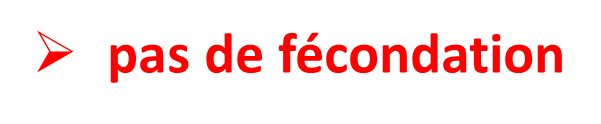 ➢ pas de fécondation